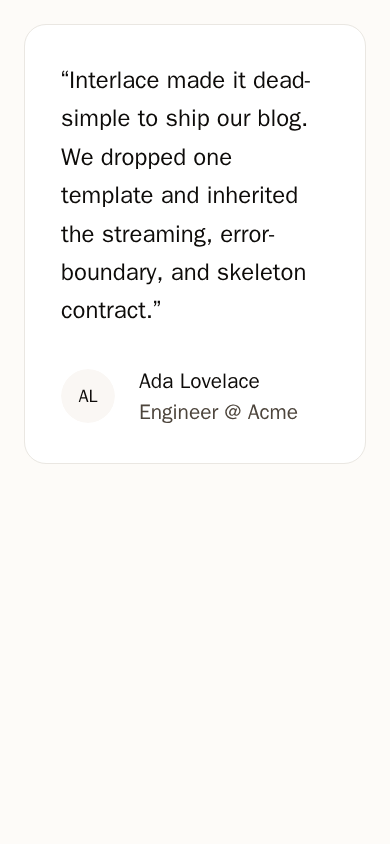 “Interlace made it dead-
simple to ship our blog.
We dropped one
template and inherited
the streaming, error-
boundary, and skeleton
contract.”
AL
Ada Lovelace
Engineer @ Acme